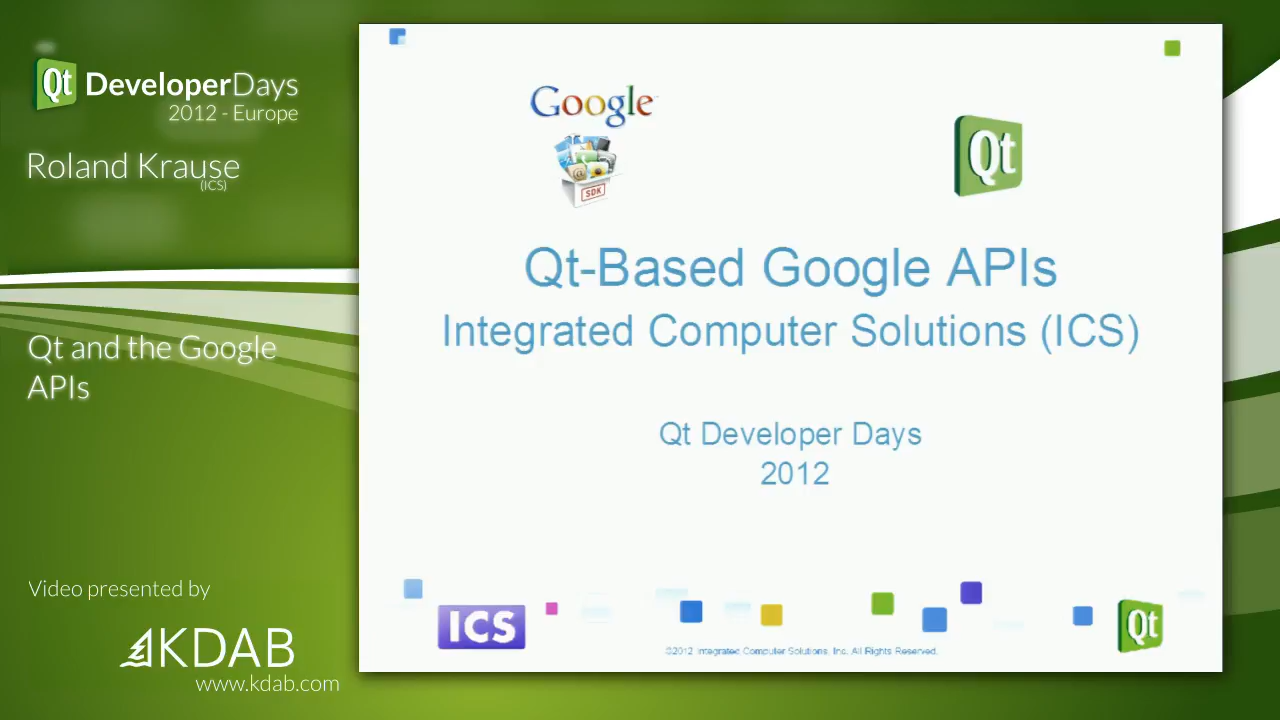 Qt DeveloperDays
2012 - Europe
Roland Krause
(ICS)
Qt and the Google
APIs
Video presented by
KDAB
www.kdab.com
Google
SDK
Qt
Qt-Based Google APIs
Integrated Computer Solutions (ICS)
Qt Developer Days
2012
ICS
©2012 Integrated Computer Solutions, Inc. All Rights Reserved.
Qt